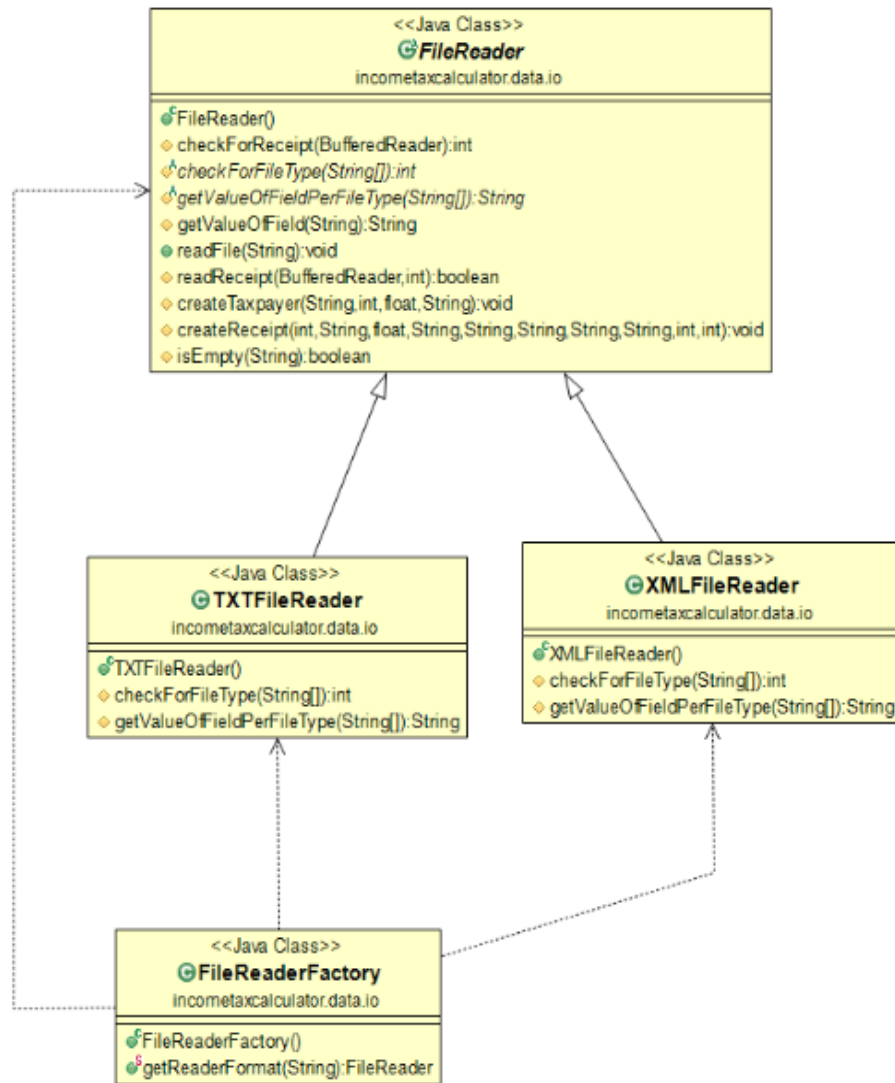 <<Java Class>>
FileReader
incometaxcalculator.data.io
FileReader()
checkForReceipt(BufferedReader):int
checkForFileType(String[]):int
getValueOfFieldPerFileType(String[]):String
getValueOfField(String):String
readFile(String):void
readReceipt(BufferedReader,int):boolean
createTaxpayer(String,int,float,String):void
createReceipt(int,String,float,String,String,String,String,String,int,int):void
isEmpty(String):boolean
<<Java Class>>
TXTFileReader
incometaxcalculator.data.io
TXTFileReader()
checkForFileType(String[]):int
getValueOfFieldPerFileType(String[]):String
<<Java Class>>
XMLFileReader
incometaxcalculator.data.io
XMLFileReader()
checkForFileType(String[]):int
getValueOfFieldPerFileType(String[]):String
<<Java Class>>
FileReaderFactory
incometaxcalculator.data.io
FileReaderFactory()
getReaderFormat(String):FileReader